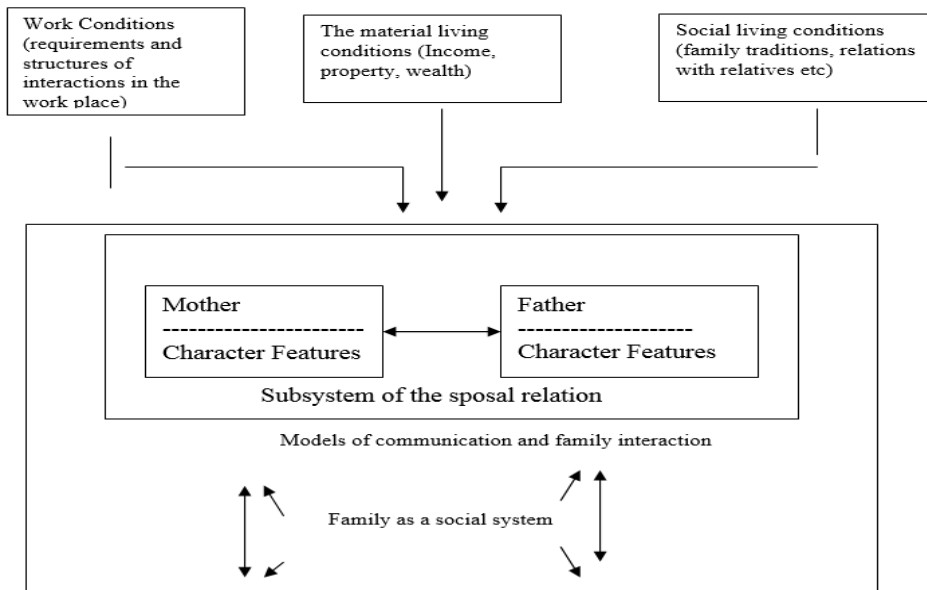 Work Conditions
(requirements and
structures of
interactions in the
work place)
The material living
conditions (Income,
property, wealth)
Social living conditions
(family traditions, relations
with relatives etc)
Mother
-------------------------
Character Features
Father
---------------------
Character Features
Subsystem of the sposal relation
Models of communication and family interaction
Family as a social system